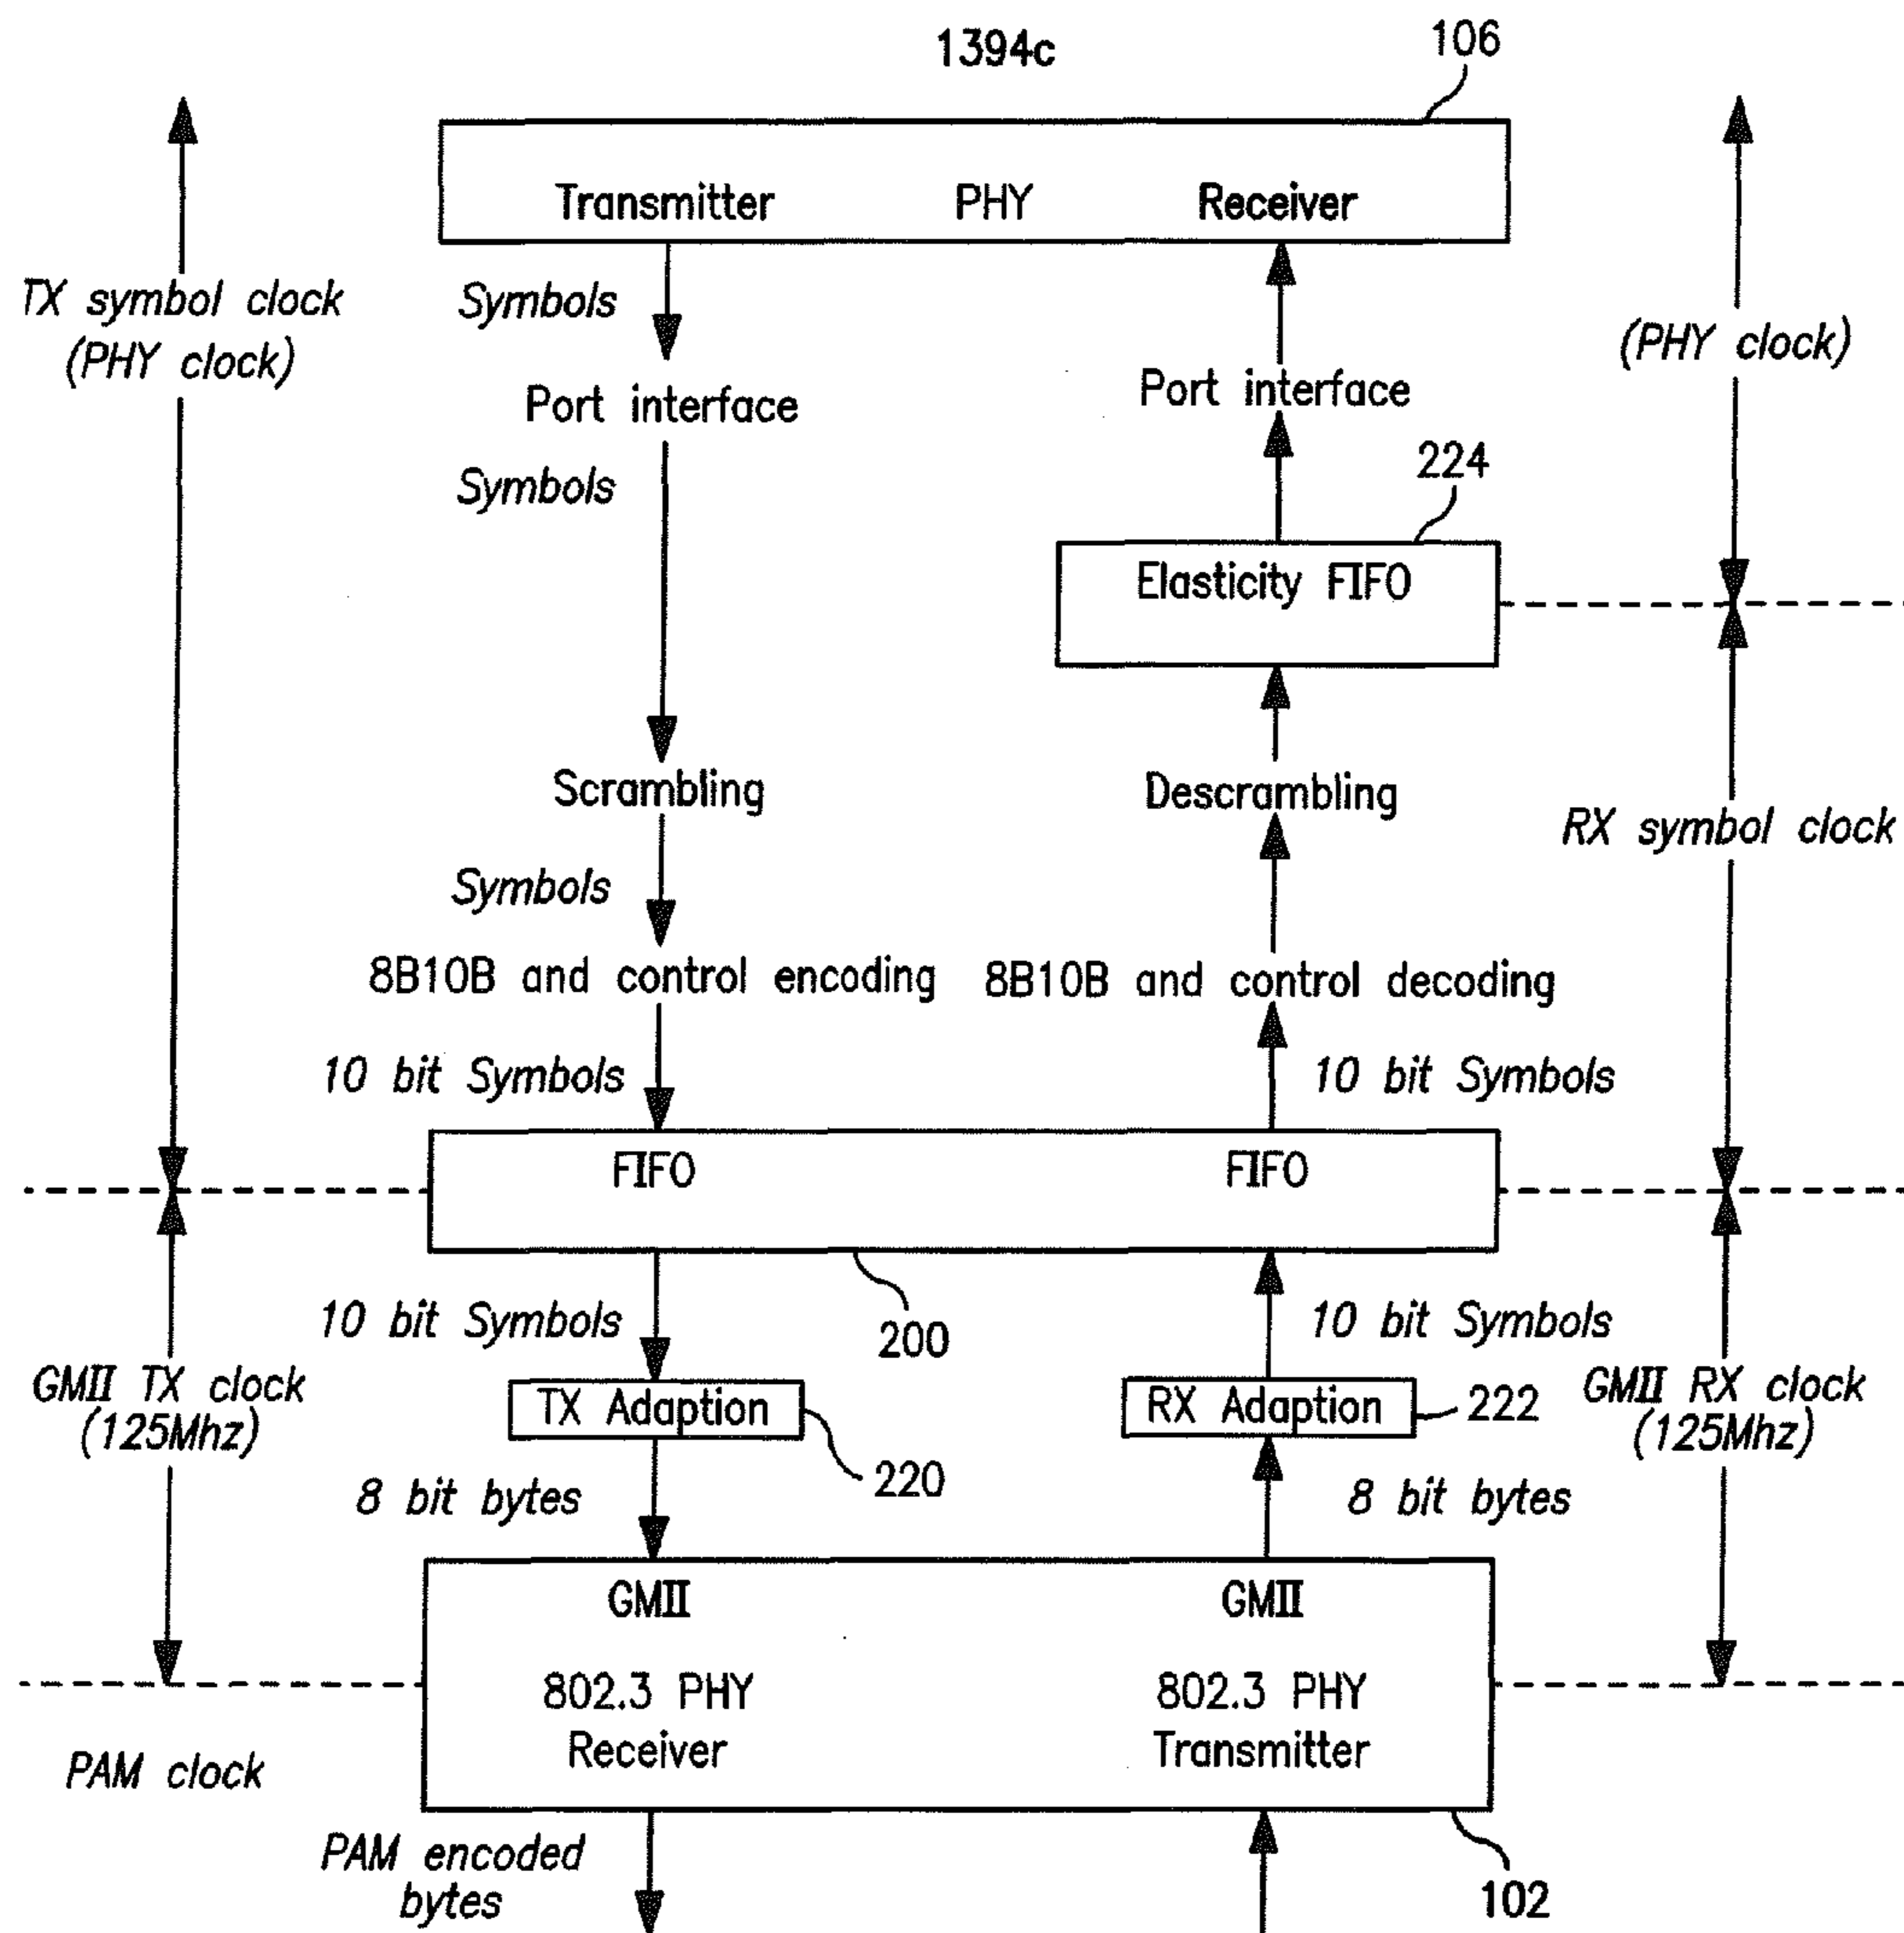 1394c
106
Transmitter PHY Receiver
TX symbol clock
(PHY clock)
Symbols
(PHY clock)
Port interface
Port interface
Symbols
224
Elasticity FIFO
Scrambling
Descrambling
RX symbol clock
Symbols
8B10B and control encoding
8B10B and control decoding
10 bit Symbols
10 bit Symbols
FIFO
FIFO
10 bit Symbols
200
10 bit Symbols
GMII TX clock
(125Mhz)
TX Adaption
RX Adaption
222
GMII RX clock
(125Mhz)
220
8 bit bytes
8 bit bytes
GMII
GMII
802.3 PHY
Receiver
802.3 PHY
Transmitter
PAM clock
PAM encoded
bytes
102